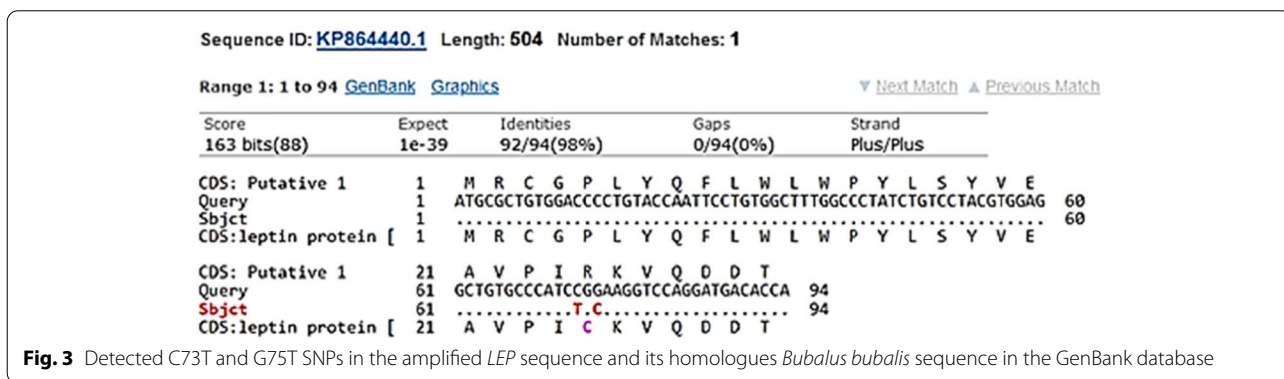 Sequence ID: KP864440.1 Length: 504 Number of Matches: 1
Range 1: 1 to 94 GenBank Graphics ▼ Next Match ▲ Previous Match
Score Expect Identities Gaps Strand
163 bits(88) 1e-39 92/94(98%) 0/94(0%) Plus/Plus
CDS: Putative 1 1 M R C G P L Y Q F L W L W P Y L S Y V E
Query 1 ATGCGCTGTGGACCCCTGTACCAATTCCTGTGGCTTTGGCCCTATCTGTCCTACGTGGAG 60
Sbjct 1 ............................................................ 60
CDS:leptin protein [ 1 M R C G P L Y Q F L W L W P Y L S Y V E
CDS: Putative 1 21 A V P I R K V Q D D T
Query 61 GCTGTGCCCATCCGGAAGGTCCAGGATGACACCA 94
Sbjct 61 ............T.C................... 94
CDS:leptin protein [ 21 A V P I C K V Q D D T
Fig. 3 Detected C73T and G75T SNPs in the amplified LEP sequence and its homologues Bubalus bubalis sequence in the GenBank database